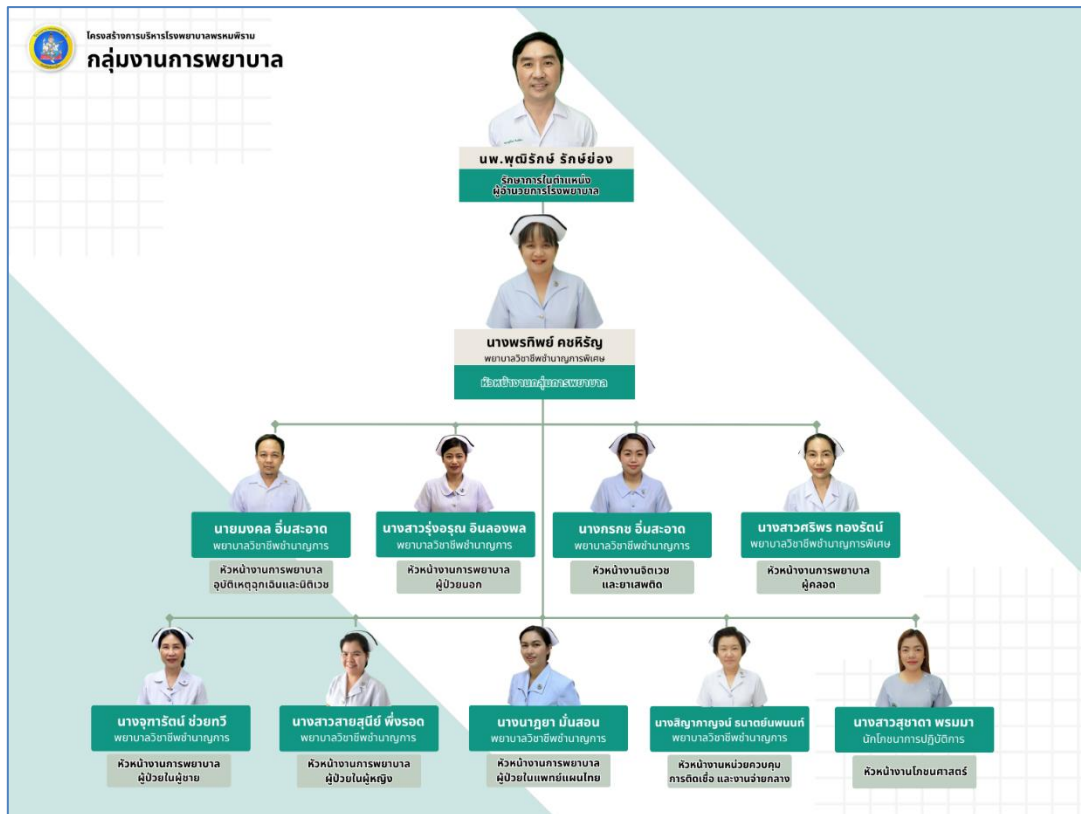 โครงสร้างการบริหารโรงพยาบาลพรหมพิราม
กลุ่มงานการพยาบาล
นพ.พุฒิรักษ์ รักษ์ย่อง
รักษาการในตำแหน่ง
ผู้อำนวยการโรงพยาบาล
นางพรทิพย์ คชหิรัญ
พยาบาลวิชาชีพชำนาญการพิเศษ
หัวหน้างานกลุ่มการพยาบาล
นายมงคล อิ่มสะอาด
พยาบาลวิชาชีพชำนาญการ
หัวหน้างานการพยาบาล
อุบัติเหตุฉุกเฉินและนิติเวช
นางสาวรุ่งอรุณ อินลองพล
พยาบาลวิชาชีพชำนาญการ
หัวหน้างานการพยาบาล
ผู้ป่วยนอก
นางกรกช อิ่มสะอาด
พยาบาลวิชาชีพชำนาญการ
หัวหน้างานจิตเวช
และยาเสพติด
นางสาวศริพร ทองรัตน์
พยาบาลวิชาชีพชำนาญการพิเศษ
หัวหน้างานการพยาบาล
ผู้คลอด
นางจุฑารัตน์ ช่วยทวี
พยาบาลวิชาชีพชำนาญการ
หัวหน้างานการพยาบาล
ผู้ป่วยในผู้ชาย
นางสาวสายสุนีย์ พึ่งรอด
พยาบาลวิชาชีพชำนาญการ
หัวหน้างานการพยาบาล
ผู้ป่วยในผู้หญิง
นางนาฎยา มั่นสอน
พยาบาลวิชาชีพชำนาญการ
หัวหน้างานการพยาบาล
ผู้ป่วยในแพทย์แผนไทย
นางสิญากาญจน์ ธนาตย์นพนนท์
พยาบาลวิชาชีพชำนาญการ
หัวหน้างานหน่วยควบคุม
การติดเชื้อ และงานจ่ายกลาง
นางสาวสุชาดา พรมมา
นักโภชนาการปฏิบัติการ
หัวหน้างานโภชนศาสตร์